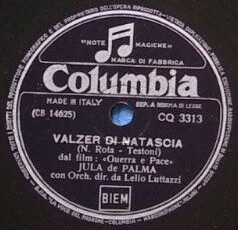 "NOTE MAGICHE"
MARCA DI FABBRICA
Columbia
MADE IN ITALY
DEP. A NORMA DI LEGGE
(CB 14625)
CQ 3313
VALZER DI NATASCIA
(N. Rota - Testoni)
dal film: «Guerra e Pace»
JULA de PALMA
con Orch. dir. da Lelio Luttazzi
BIEM